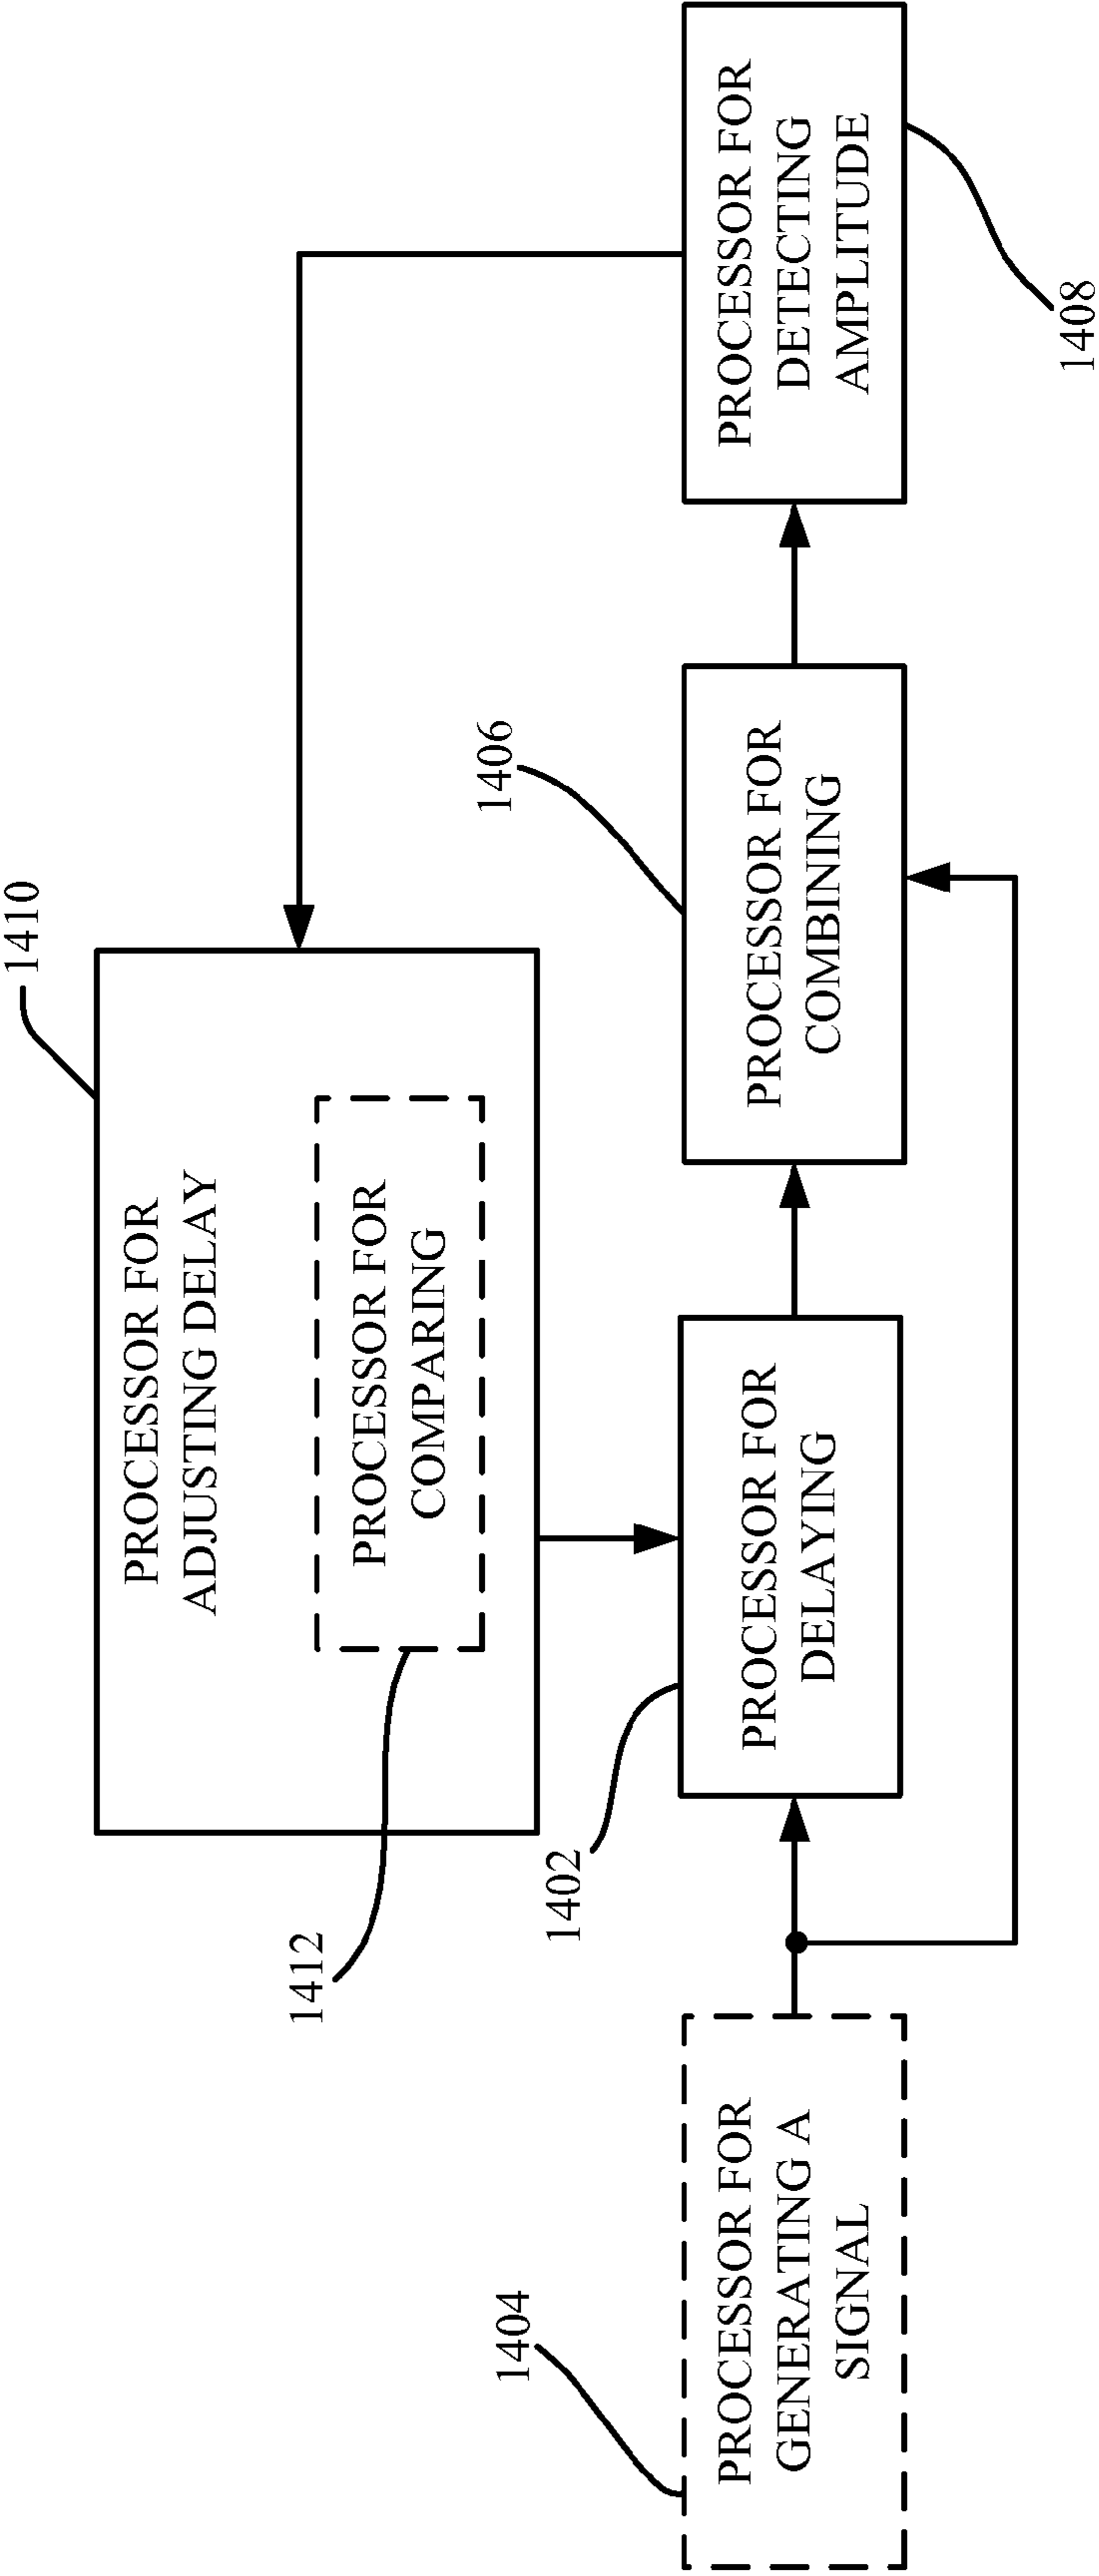 1410
PROCESSOR FOR
ADJUSTING DELAY
PROCESSOR FOR
COMPARING
1412
1406
1402
1404
PROCESSOR FOR
GENERATING A
SIGNAL
PROCESSOR FOR
DELAYING
PROCESSOR FOR
COMBINING
PROCESSOR FOR
DETECTING
AMPLITUDE
1408